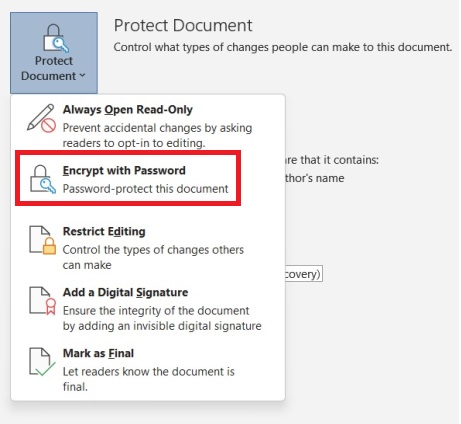 Protect Document
Control what types of changes people can make to this document.
Protect
Document
Always Open Read-Only
Prevent accidental changes by asking
readers to opt-in to editing.
Encrypt with Password
Password-protect this document
Restrict Editing
Control the types of changes others
can make
Add a Digital Signature
Ensure the integrity of the document
by adding an invisible digital signature
Mark as Final
Let readers know the document is
final.
are that it contains:
thor's name
covery)